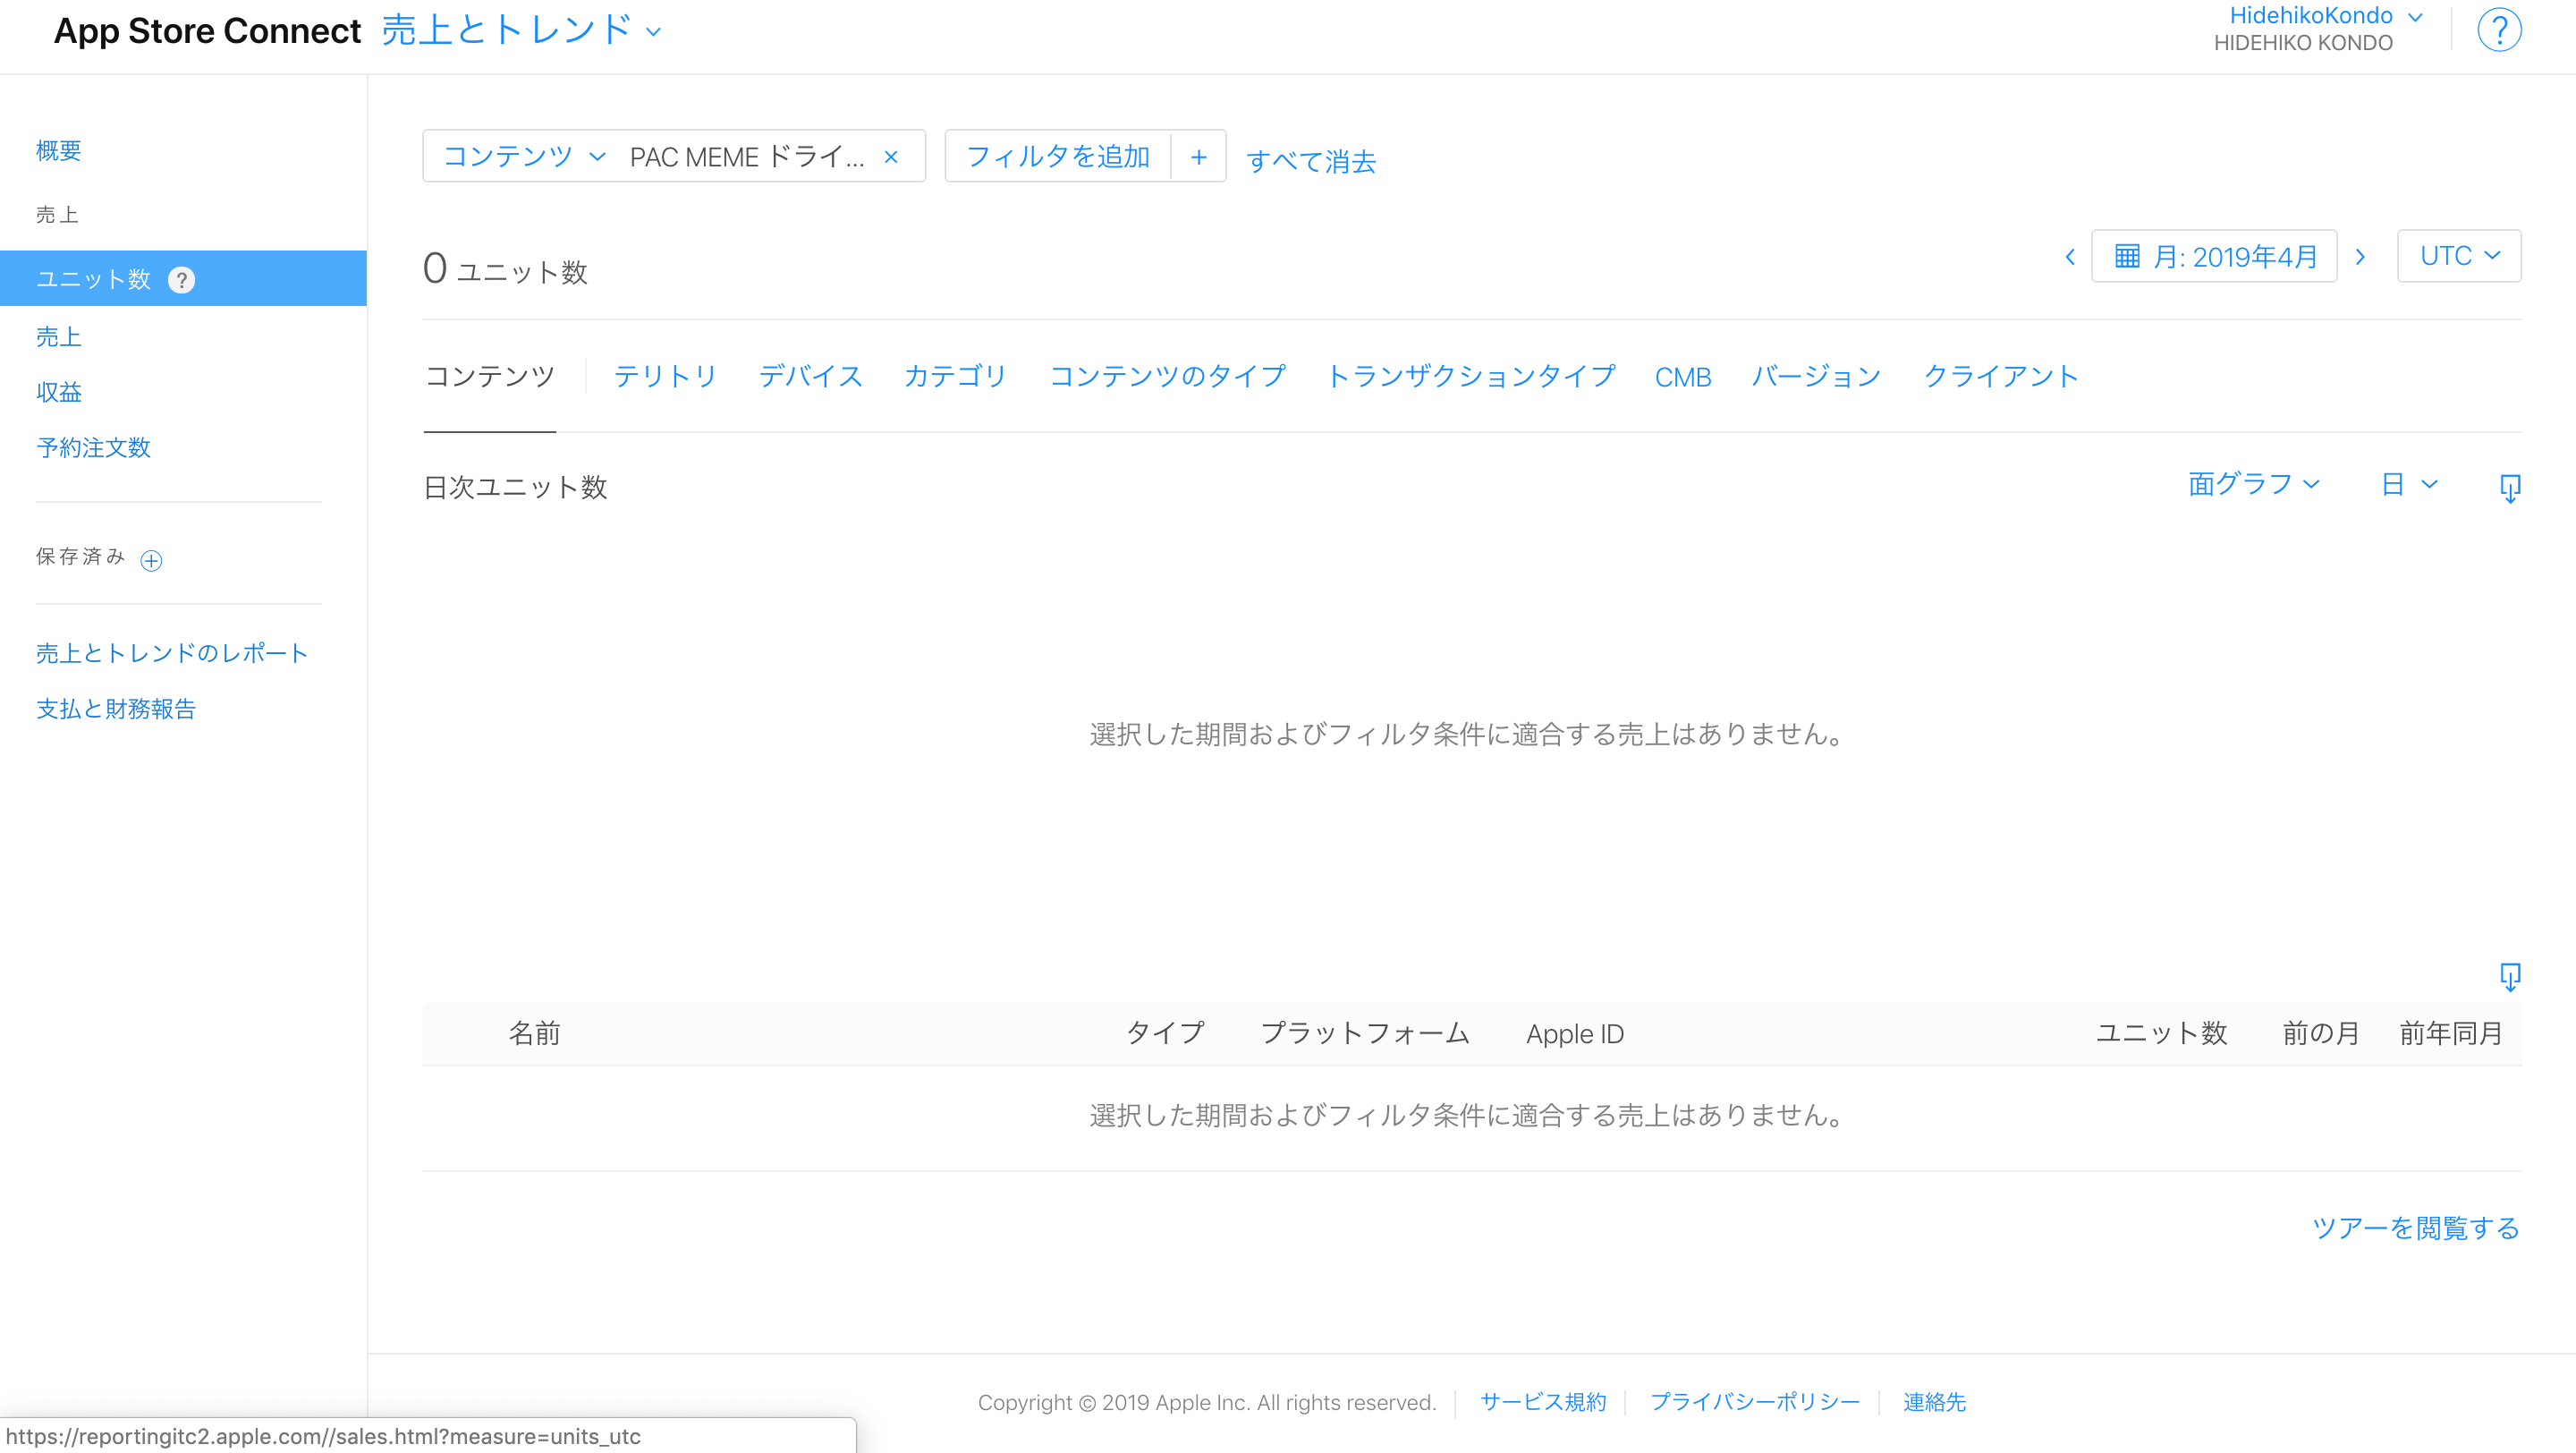 App Store Connect 売上とトレンド
HidehikoKondo
HIDEHIKO KONDO
?
概要
売上
ユニット数 ?
売上
収益
予約注文数
保存済み
売上とトレンドのレポート
支払と財務報告
コンテンツ PAC MEME ドライ... × フィルタを追加 + すべて消去
0 ユニット数
月: 2019年4月 UTC
コンテンツ テリトリ デバイス カテゴリ コンテンツのタイプ トランザクションタイプ CMB バージョン クライアント
日次ユニット数 面グラフ 日
選択した期間およびフィルタ条件に適合する売上はありません。
名前 タイプ プラットフォーム Apple ID ユニット数 前の月 前年同月
選択した期間およびフィルタ条件に適合する売上はありません。
ツアーを閲覧する
Copyright © 2019 Apple Inc. All rights reserved. サービス規約 プライバシーポリシー 連絡先
https://reportingitc2.apple.com//sales.html?measure=units_utc